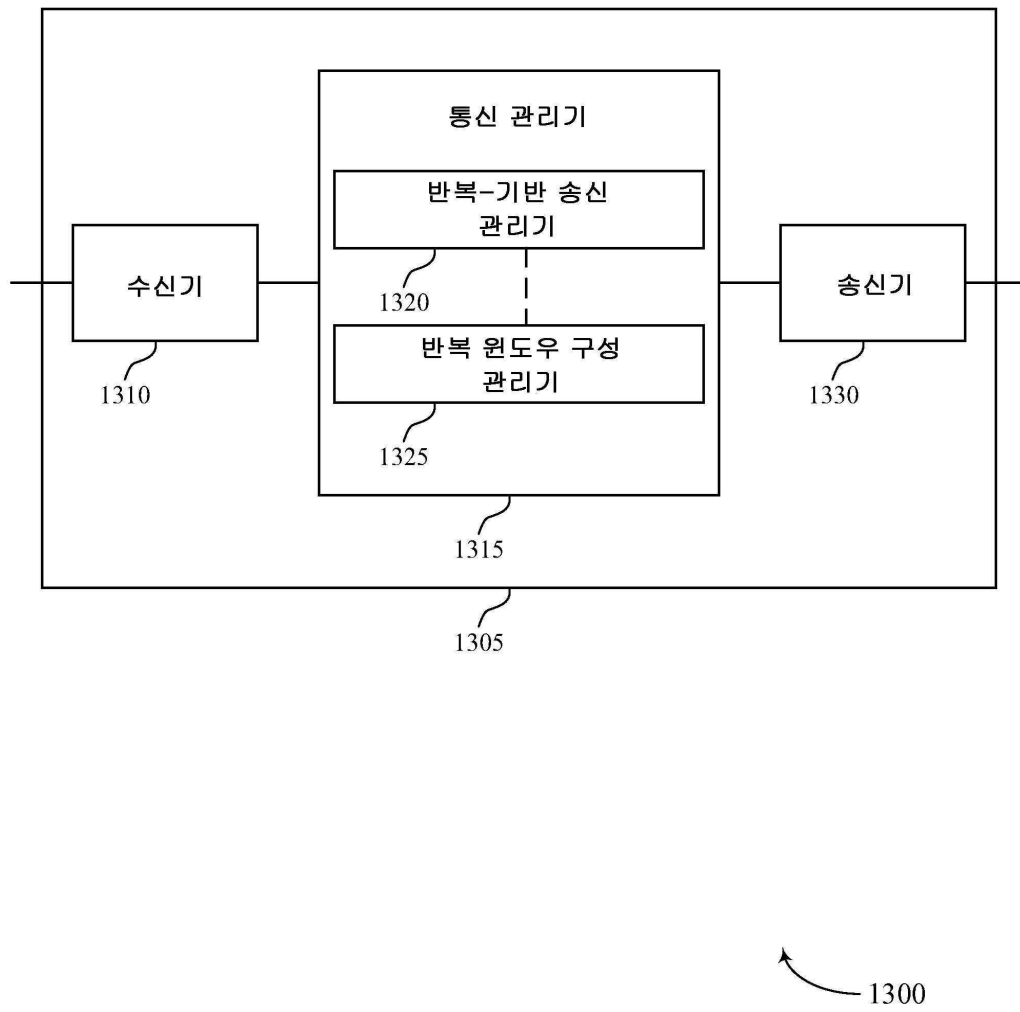 통신 관리기
반복-기반 송신
관리기
1320
수신기
1310
송신기
1330
반복 윈도우 구성
관리기
1325
1315
1305
1300